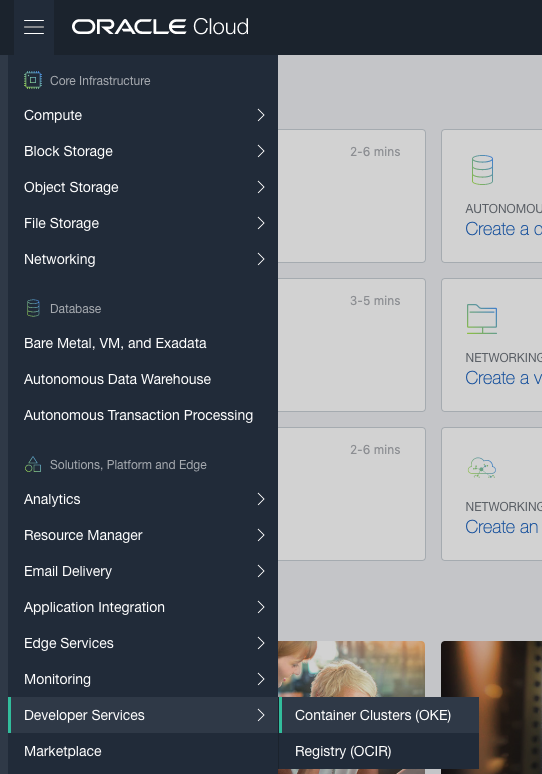 ORACLE Cloud
Core Infrastructure
Compute
Block Storage
Object Storage
File Storage
Networking
Database
Bare Metal, VM, and Exadata
Autonomous Data Warehouse
Autonomous Transaction Processing
Solutions, Platform and Edge
Analytics
Resource Manager
Email Delivery
Application Integration
Edge Services
Monitoring
Developer Services
Marketplace
Container Clusters (OKE)
Registry (OCIR)
2-6 mins
AUTONOMOU
Create a d
3-5 mins
NETWORKING
Create a v
2-6 mins
NETWORKING
Create an